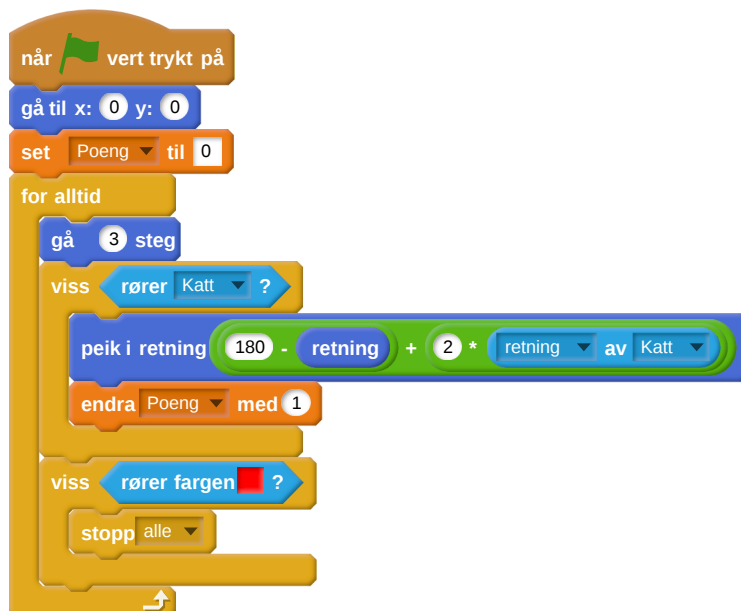 når vert trykt på
gå til x: 0 y: 0
set Poeng til 0
for alltid
gå 3 steg
viss rører Katt ?
peik i retning 180 - retning + 2 * retning av Katt
endra Poeng med 1
viss rører fargen ?
stopp alle